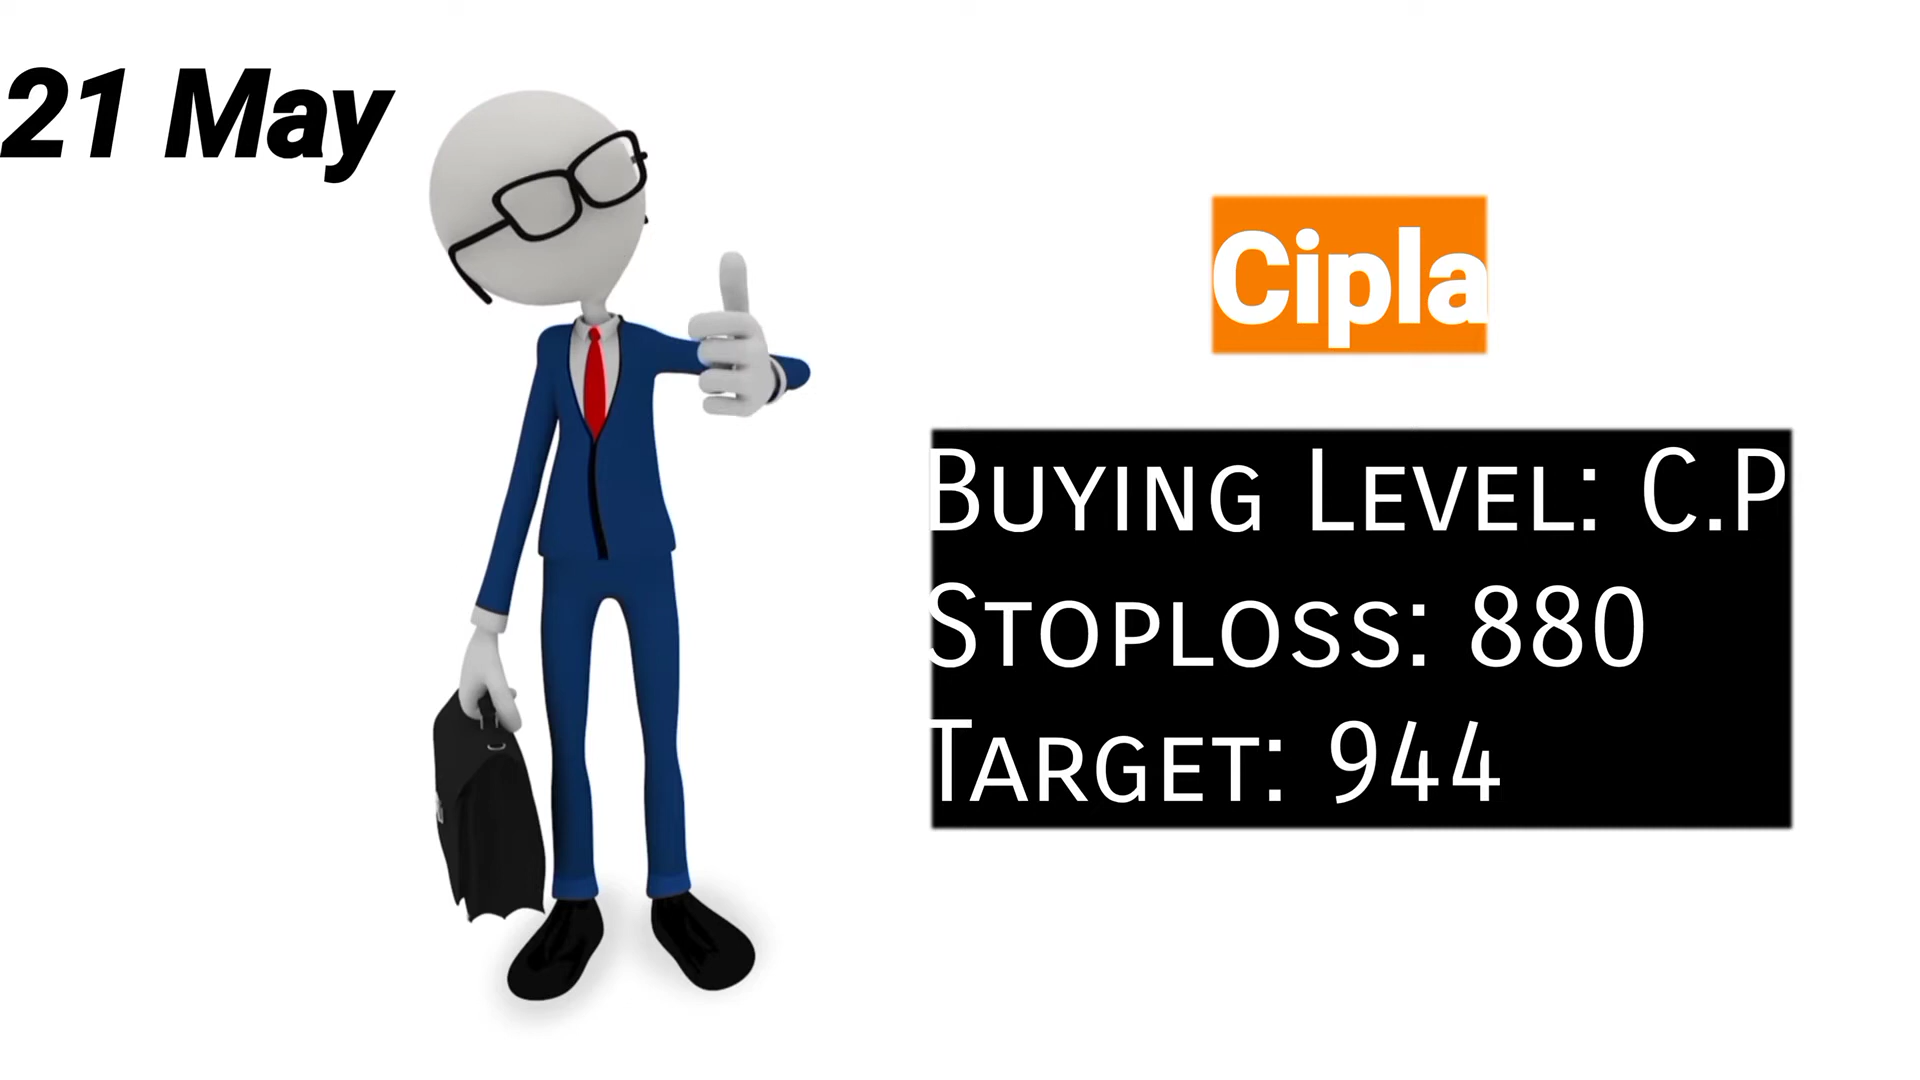 21 May
Cipla
Buying Level: C.P
Stoploss: 880
Target: 944